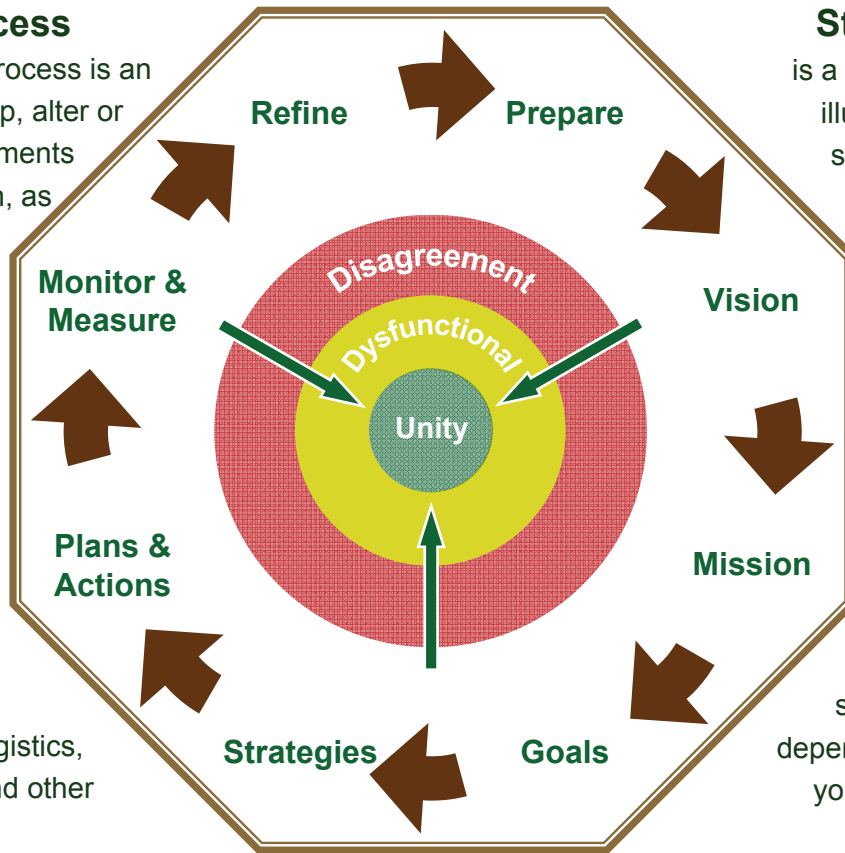 cess
rocess is an
p, alter or
ments
n, as
St
is a
illu
s
Refine
Prepare
Vision
Mission
Goals
Strategies
Plans &
Actions
Monitor &
Measure
Disagreement
Dysfunctional
Unity
gistics,
nd other
s
deper
yo